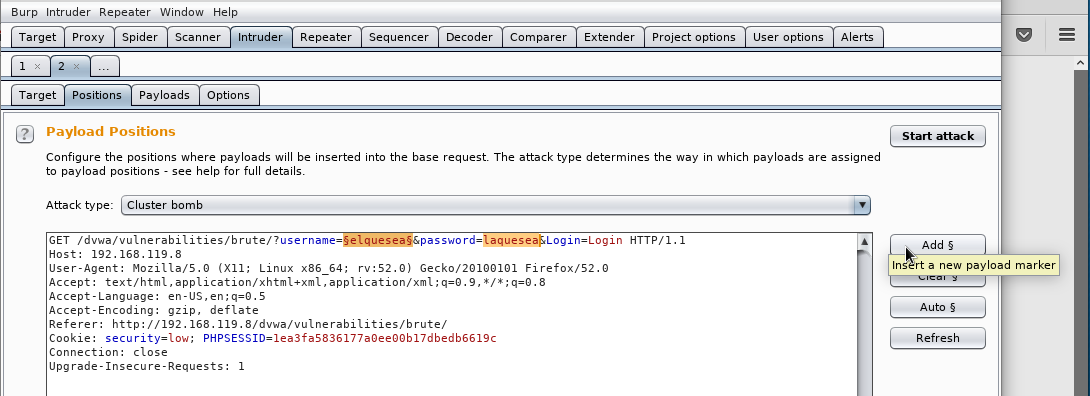 Burp Intruder Repeater Window Help
Target Proxy Spider Scanner Intruder Repeater Sequencer Decoder Comparer Extender Project options User options Alerts
1 × 2 × ...
Target Positions Payloads Options
? Payload Positions
Start attack
Configure the positions where payloads will be inserted into the base request. The attack type determines the way in which payloads are assigned
to payload positions - see help for full details.
Attack type: Cluster bomb
GET /dvwa/vulnerabilities/brute/?username=§elquesea§&password=laquesea&Login=Login HTTP/1.1
Host: 192.168.119.8
User-Agent: Mozilla/5.0 (X11; Linux x86_64; rv:52.0) Gecko/20100101 Firefox/52.0
Accept: text/html,application/xhtml+xml,application/xml;q=0.9,*/*;q=0.8
Accept-Language: en-US,en;q=0.5
Accept-Encoding: gzip, deflate
Referer: http://192.168.119.8/dvwa/vulnerabilities/brute/
Cookie: security=low; PHPSESSID=1ea3fa5836177a0ee00b17dbedb6619c
Connection: close
Upgrade-Insecure-Requests: 1
Add §
Insert a new payload marker
Clear §
Auto §
Refresh